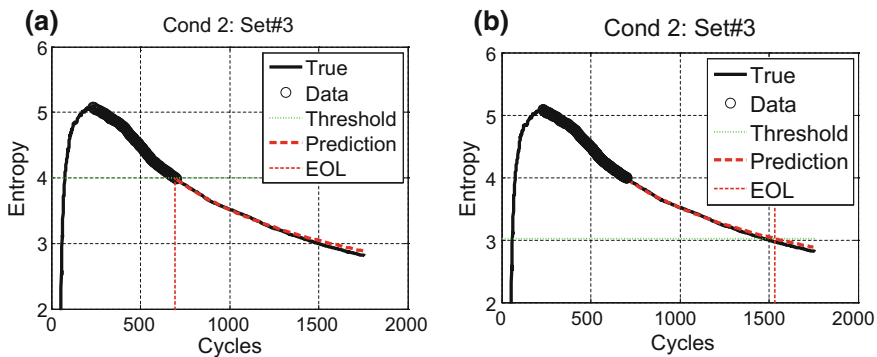 (a)
Cond 2: Set#3
6
5
4
3
2
Entropy
True
Data
Threshold
Prediction
EOL
0
500
1000
1500
2000
Cycles
(b)
Cond 2: Set#3
6
5
4
3
2
Entropy
True
Data
Threshold
Prediction
EOL
0
500
1000
1500
2000
Cycles